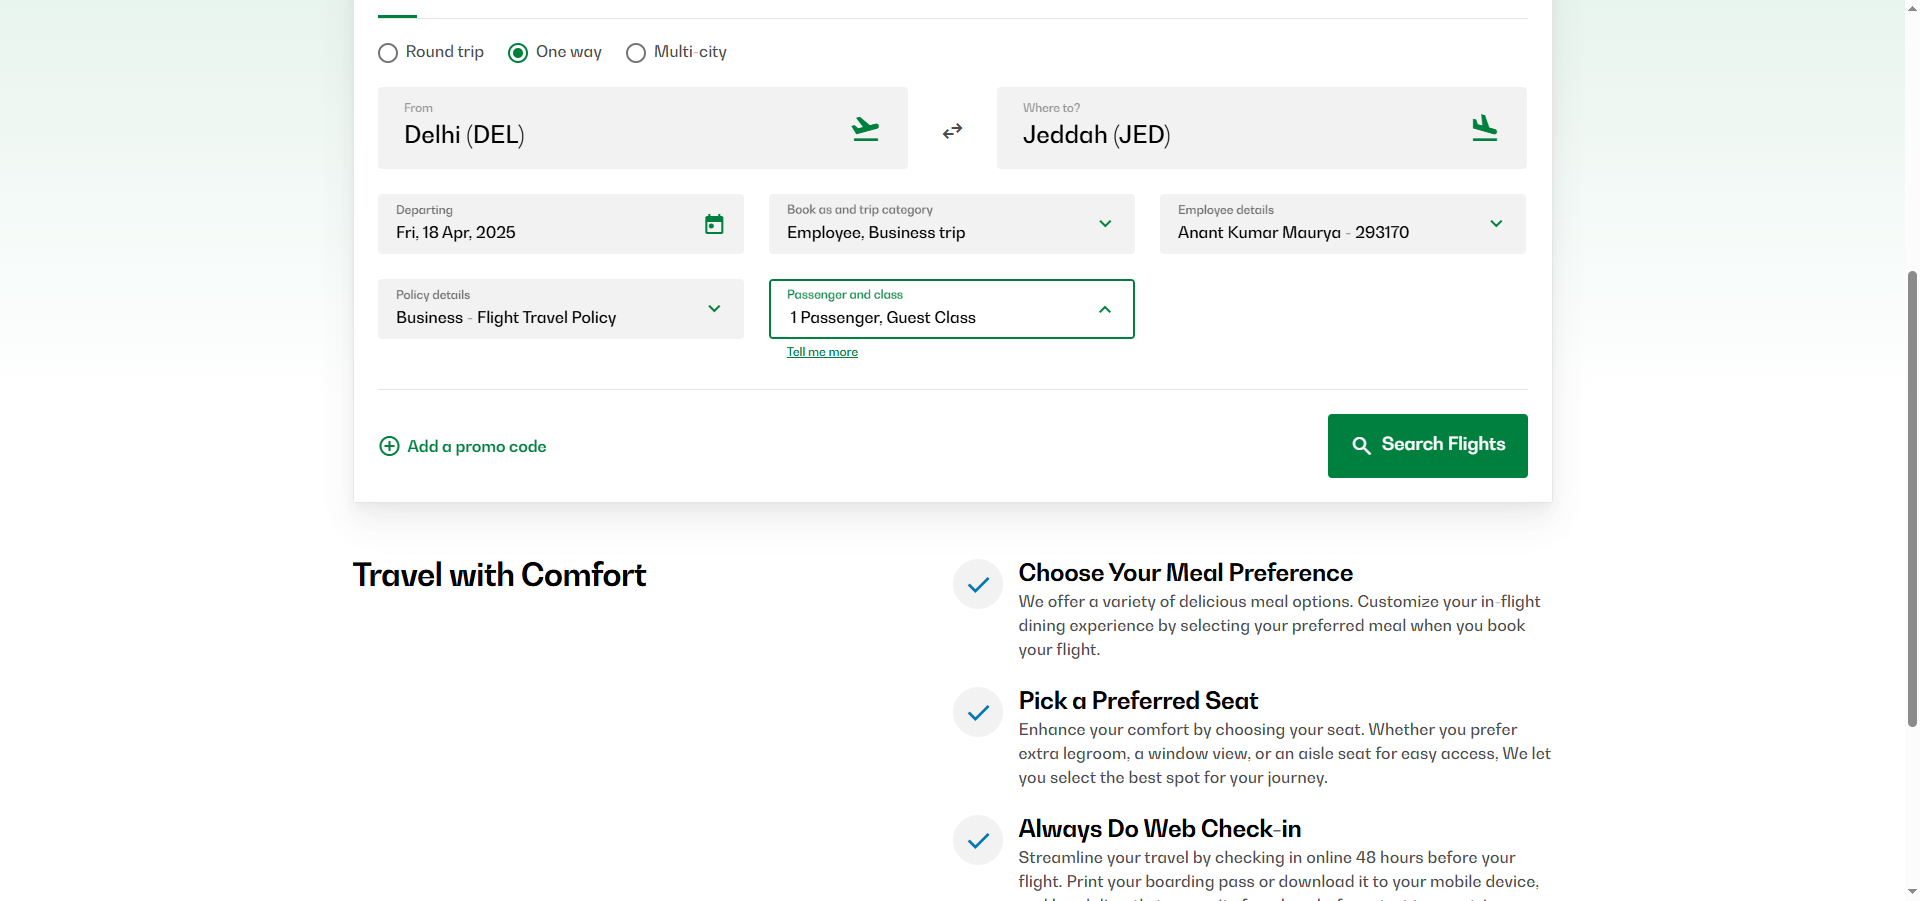 Round trip One way Multi-city
From
Delhi (DEL)
Where to?
Jeddah (JED)
Departing
Fri, 18 Apr, 2025
Book as and trip category
Employee, Business trip
Employee details
Anant Kumar Maurya - 293170
Policy details
Business - Flight Travel Policy
Passenger and class
1 Passenger, Guest Class
Tell me more
Add a promo code
Search Flights
Travel with Comfort
Choose Your Meal Preference
We offer a variety of delicious meal options. Customize your in-flight
dining experience by selecting your preferred meal when you book
your flight.
Pick a Preferred Seat
Enhance your comfort by choosing your seat. Whether you prefer
extra legroom, a window view, or an aisle seat for easy access, We let
you select the best spot for your journey.
Always Do Web Check-in
Streamline your travel by checking in online 48 hours before your
flight. Print your boarding pass or download it to your mobile device,